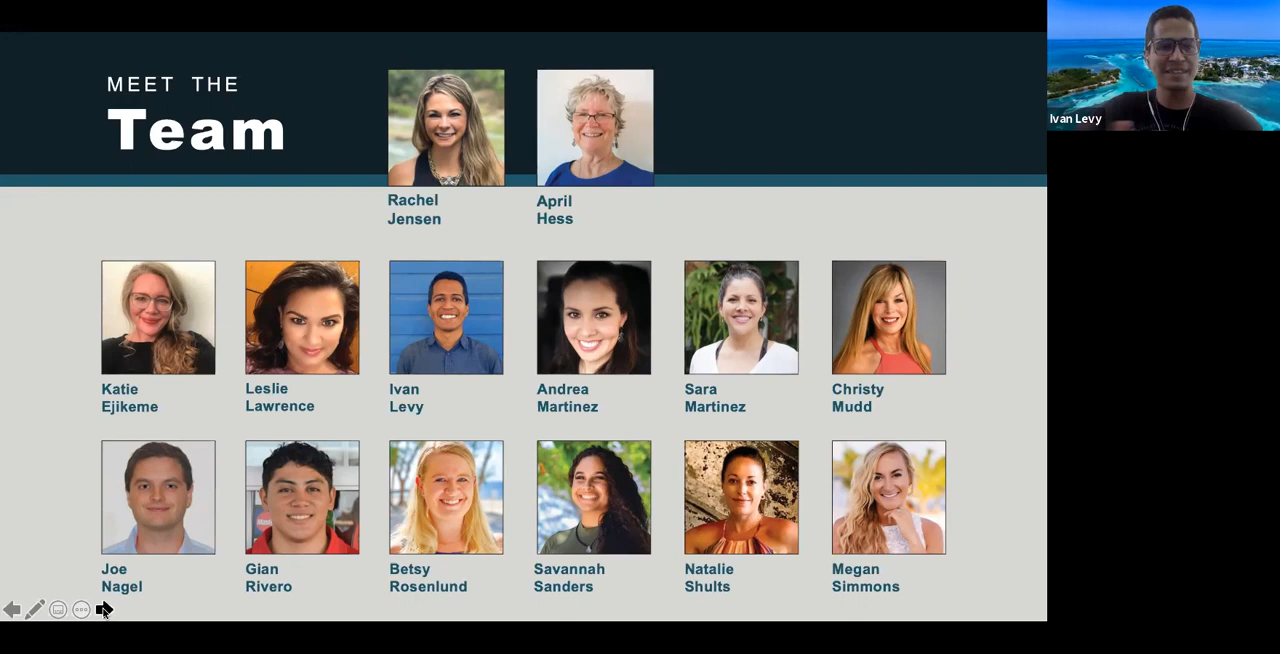 MEET THE
Team
Rachel
Jensen
April
Hess
Ivan Levy
Katie
Ejikeme
Leslie
Lawrence
Ivan
Levy
Andrea
Martinez
Sara
Martinez
Christy
Mudd
Joe
Nagel
Gian
Rivero
Betsy
Rosenlund
Savannah
Sanders
Natalie
Shults
Megan
Simmons